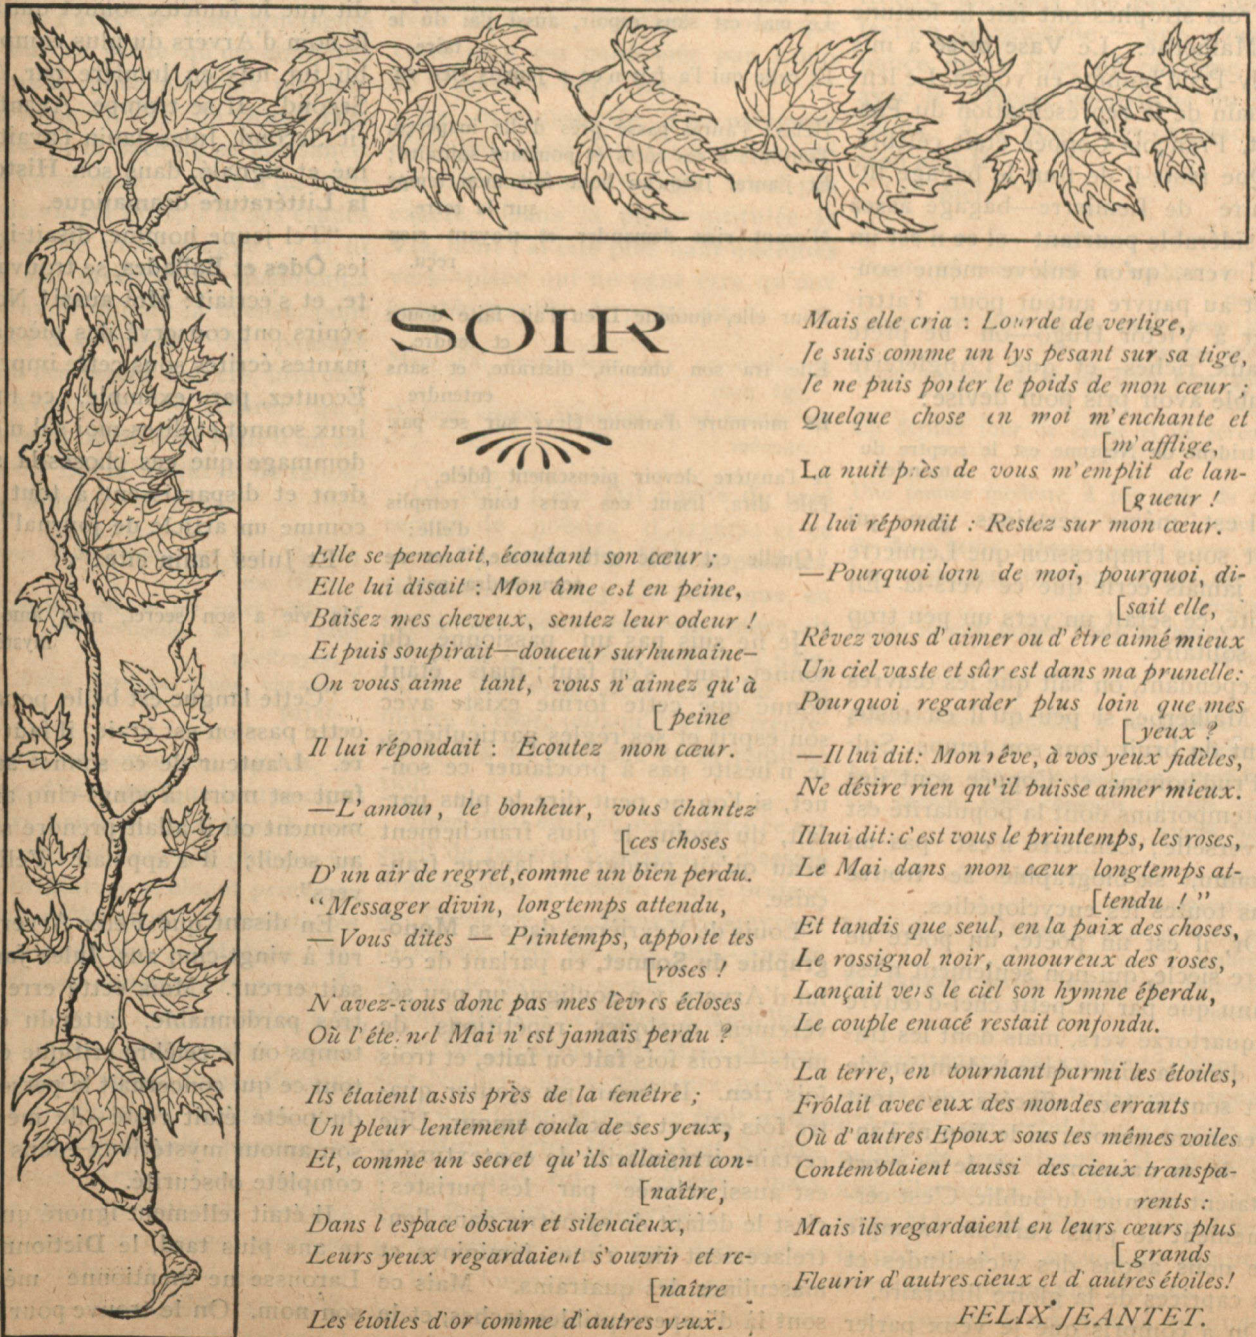 SOIR
Elle se penchait, écoutant son cœur ;
Elle lui disait : Mon âme est en peine,
Baisez mes cheveux, sentez leur odeur !
Et puis soupirait—douceur surhumaine—
On vous aime tant, vous n'aimez qu'à
[peine
Il lui répondait : Ecoutez mon cœur.
—L'amour, le bonheur, vous chantez
[ces choses
D'un air de regret, comme un bien perdu.
“Messager divin, longtemps attendu,
— Vous dites — Printemps, apporte tes
[roses !
N'avez-vous donc pas mes lèvres écloses
Où l'éternel Mai n'est jamais perdu ?
Ils étaient assis près de la fenêtre ;
Un pleur lentement coula de ses yeux,
Et, comme un secret qu'ils allaient con-
[naître,
Dans l espace obscur et silencieux,
Leurs yeux regardaient s'ouvrir et re-
[naître
Les étoiles d'or comme d'autres yeux.
Mais elle cria : Lourde de vertige,
Je suis comme un lys pesant sur sa tige,
Je ne puis porter le poids de mon cœur ;
Quelque chose en moi m'enchante et
[m'afflige,
La nuit près de vous m'emplit de lan-
[gueur !
Il lui répondit : Restez sur mon cœur.
—Pourquoi loin de moi, pourquoi, di-
[sait elle,
Rêvez vous d'aimer ou d'être aimé mieux
Un ciel vaste et sûr est dans ma prunelle:
Pourquoi regarder plus loin que mes
[yeux ?
—Il lui dit: Mon rêve, à vos yeux fidèles,
Ne désire rien qu'il puisse aimer mieux.
Il lui dit: c'est vous le printemps, les roses,
Le Mai dans mon cœur longtemps at-
[tendu ! ”
Et tandis que seul, en la paix des choses,
Le rossignol noir, amoureux des roses,
Lançait vers le ciel son hymne éperdu,
Le couple enlacé restait confondu.
La terre, en tournant parmi les étoiles,
Frôlait avec eux des mondes errants
Où d'autres Epoux sous les mêmes voiles
Contemplaient aussi des cieux transpa-
rents :
Mais ils regardaient en leurs cœurs plus
[grands
Fleurir d'autres cieux et d'autres étoiles!
FELIX JEANTET.